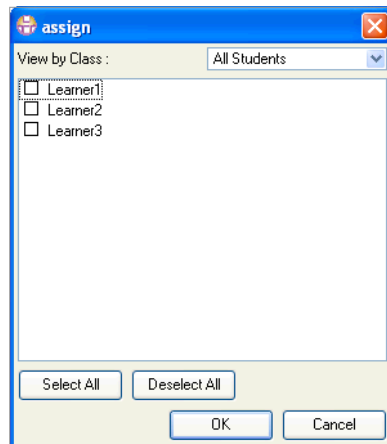 assign
View by Class : All Students
Learner1
Learner2
Learner3
Select All Deselect All
OK Cancel